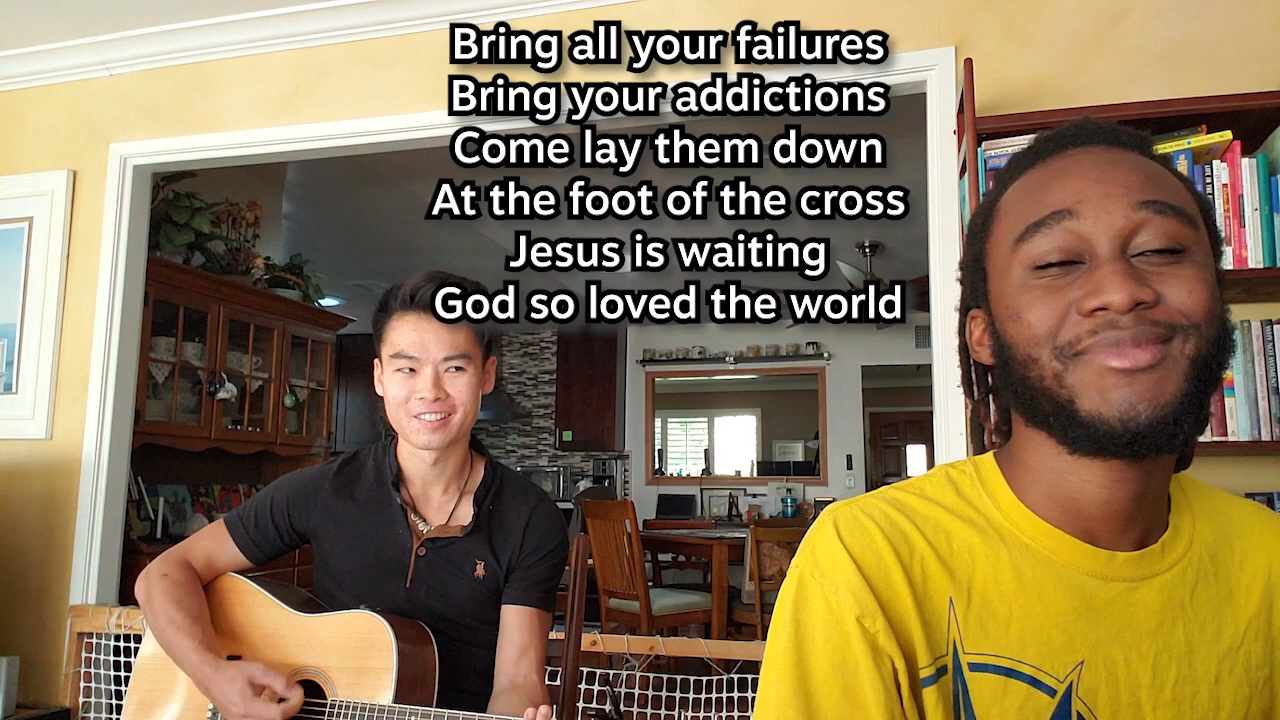 Bring all your failures
Bring your addictions
Come lay them down
At the foot of the cross
Jesus is waiting
God so loved the world